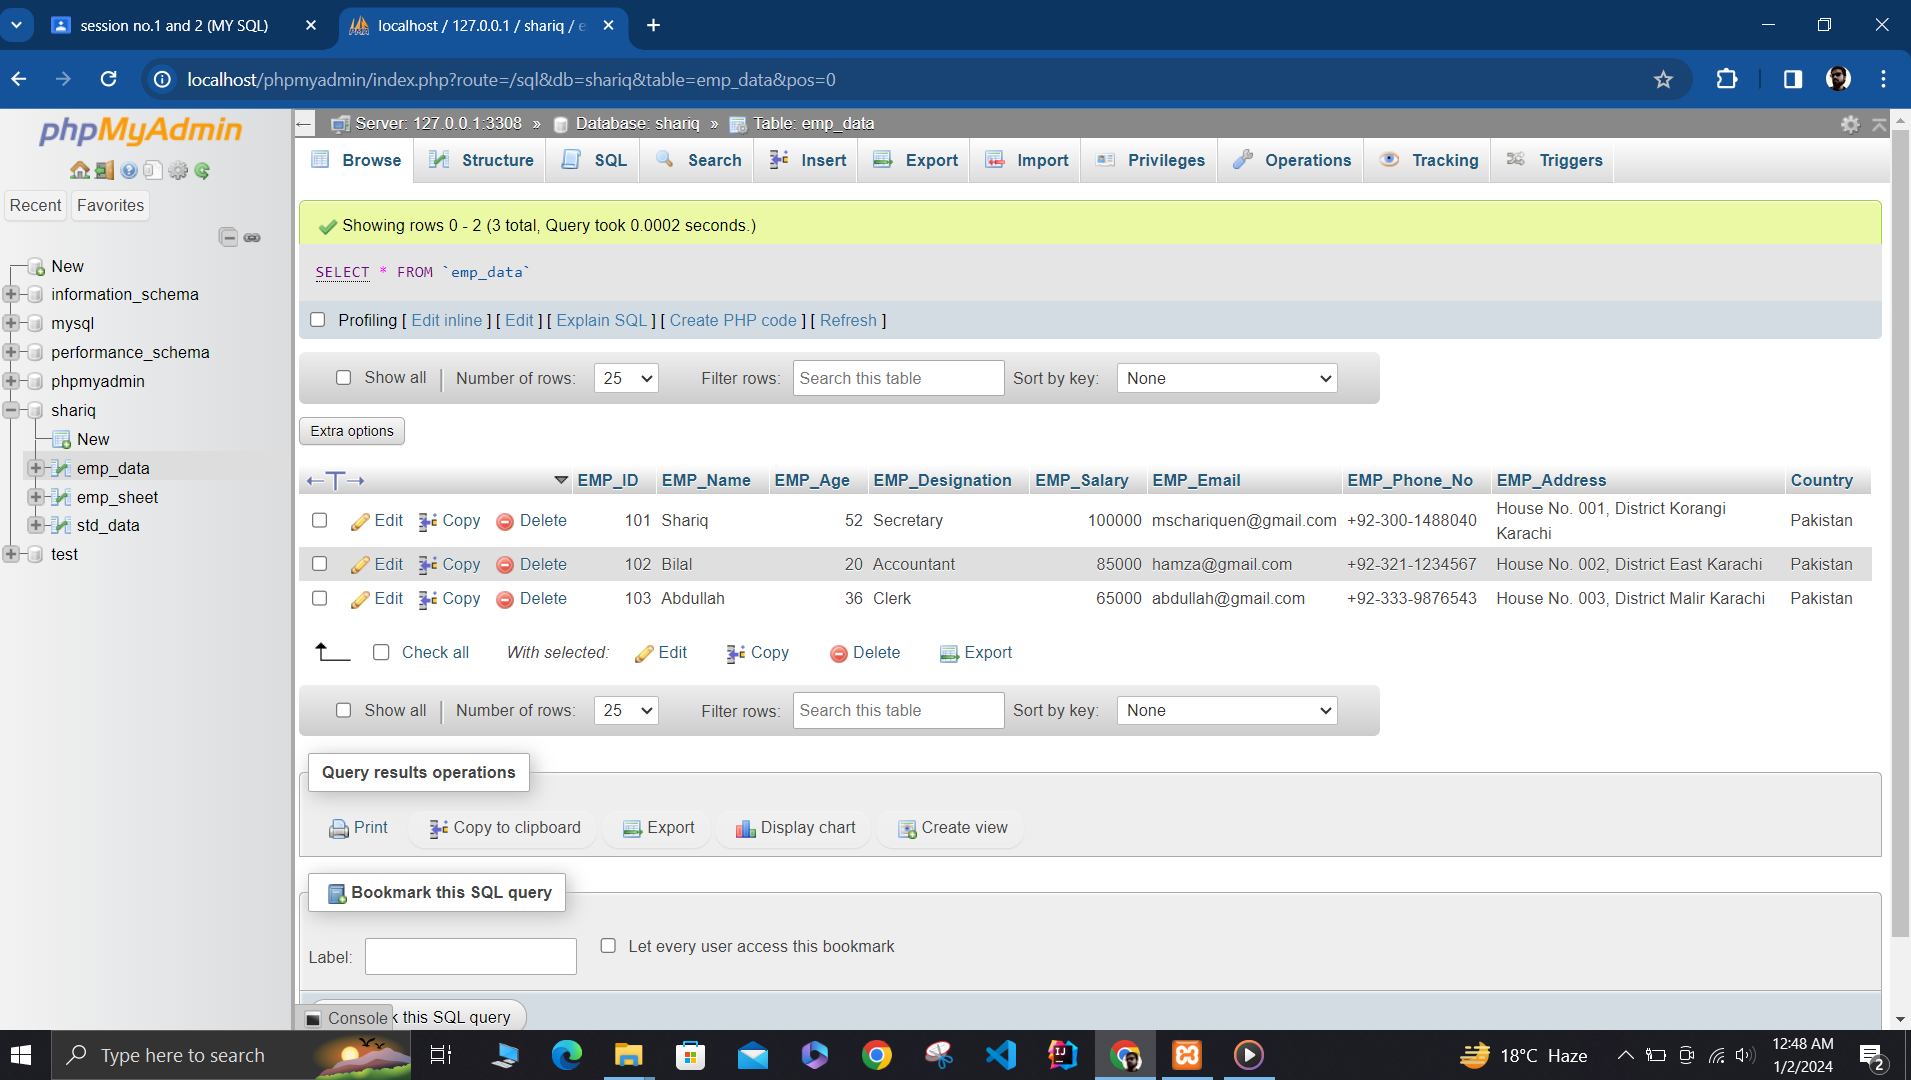 session no.1 and 2 (MY SQL)
localhost / 127.0.0.1 / shariq / e
localhost/phpmyadmin/index.php?route=/sql&db=shariq&table=emp_data&pos=0
phpMyAdmin
Recent Favorites
New
information_schema
mysql
performance_schema
phpmyadmin
shariq
New
emp_data
emp_sheet
std_data
test
Server: 127.0.0.1:3308 » Database: shariq » Table: emp_data
Browse Structure SQL Search Insert Export Import Privileges Operations Tracking Triggers
Showing rows 0 - 2 (3 total, Query took 0.0002 seconds.)
SELECT * FROM `emp_data`
Profiling [ Edit inline ] [ Edit ] [ Explain SQL ] [ Create PHP code ] [ Refresh ]
Show all Number of rows: 25 Filter rows: Search this table Sort by key: None
Extra options
←T→ EMP_ID EMP_Name EMP_Age EMP_Designation EMP_Salary EMP_Email EMP_Phone_No EMP_Address Country
Edit Copy Delete 101 Shariq 52 Secretary 100000 mschariquen@gmail.com +92-300-1488040 House No. 001, District Korangi
Karachi Pakistan
Edit Copy Delete 102 Bilal 20 Accountant 85000 hamza@gmail.com +92-321-1234567 House No. 002, District East Karachi Pakistan
Edit Copy Delete 103 Abdullah 36 Clerk 65000 abdullah@gmail.com +92-333-9876543 House No. 003, District Malir Karachi Pakistan
Check all With selected: Edit Copy Delete Export
Show all Number of rows: 25 Filter rows: Search this table Sort by key: None
Query results operations
Print Copy to clipboard Export Display chart Create view
Bookmark this SQL query
Label: Let every user access this bookmark
Console k this SQL query
Type here to search
18°C Haze
12:48 AM
1/2/2024
2